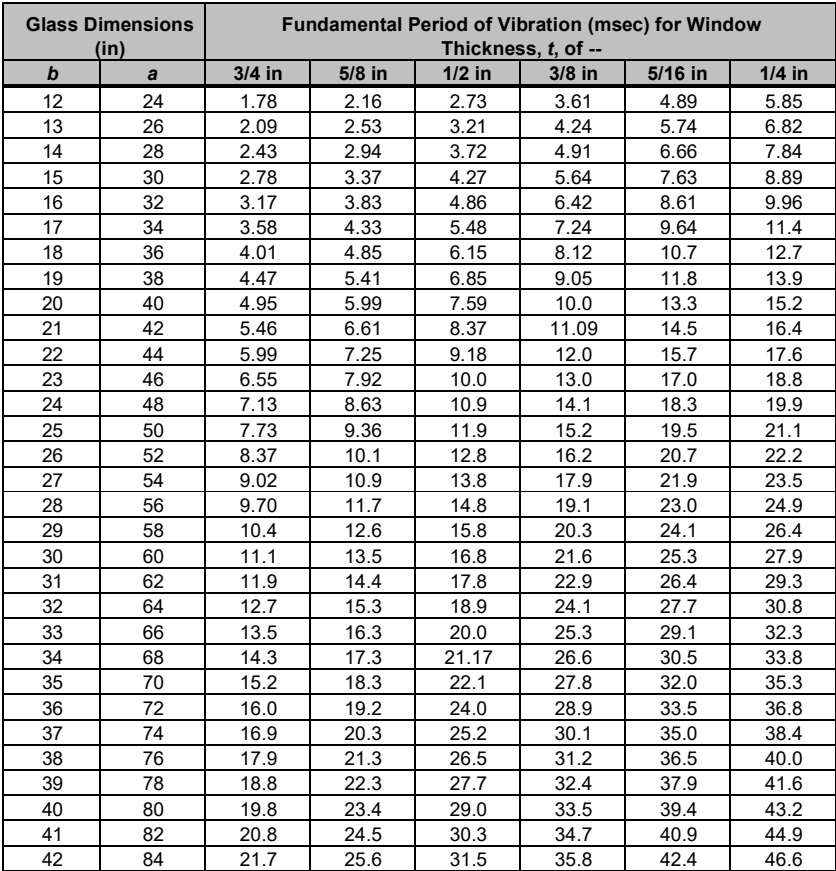 Glass Dimensions (in) Fundamental Period of Vibration (msec) for Window Thickness, t, of --
b a 3/4 in 5/8 in 1/2 in 3/8 in 5/16 in 1/4 in
12 24 1.78 2.16 2.73 3.61 4.89 5.85
13 26 2.09 2.53 3.21 4.24 5.74 6.82
14 28 2.43 2.94 3.72 4.91 6.66 7.84
15 30 2.78 3.37 4.27 5.64 7.63 8.89
16 32 3.17 3.83 4.86 6.42 8.61 9.96
17 34 3.58 4.33 5.48 7.24 9.64 11.4
18 36 4.01 4.85 6.15 8.12 10.7 12.7
19 38 4.47 5.41 6.85 9.05 11.8 13.9
20 40 4.95 5.99 7.59 10.0 13.3 15.2
21 42 5.46 6.61 8.37 11.09 14.5 16.4
22 44 5.99 7.25 9.18 12.0 15.7 17.6
23 46 6.55 7.92 10.0 13.0 17.0 18.8
24 48 7.13 8.63 10.9 14.1 18.3 19.9
25 50 7.73 9.36 11.9 15.2 19.5 21.1
26 52 8.37 10.1 12.8 16.2 20.7 22.2
27 54 9.02 10.9 13.8 17.9 21.9 23.5
28 56 9.70 11.7 14.8 19.1 23.0 24.9
29 58 10.4 12.6 15.8 20.3 24.1 26.4
30 60 11.1 13.5 16.8 21.6 25.3 27.9
31 62 11.9 14.4 17.8 22.9 26.4 29.3
32 64 12.7 15.3 18.9 24.1 27.7 30.8
33 66 13.5 16.3 20.0 25.3 29.1 32.3
34 68 14.3 17.3 21.17 26.6 30.5 33.8
35 70 15.2 18.3 22.1 27.8 32.0 35.3
36 72 16.0 19.2 24.0 28.9 33.5 36.8
37 74 16.9 20.3 25.2 30.1 35.0 38.4
38 76 17.9 21.3 26.5 31.2 36.5 40.0
39 78 18.8 22.3 27.7 32.4 37.9 41.6
40 80 19.8 23.4 29.0 33.5 39.4 43.2
41 82 20.8 24.5 30.3 34.7 40.9 44.9
42 84 21.7 25.6 31.5 35.8 42.4 46.6